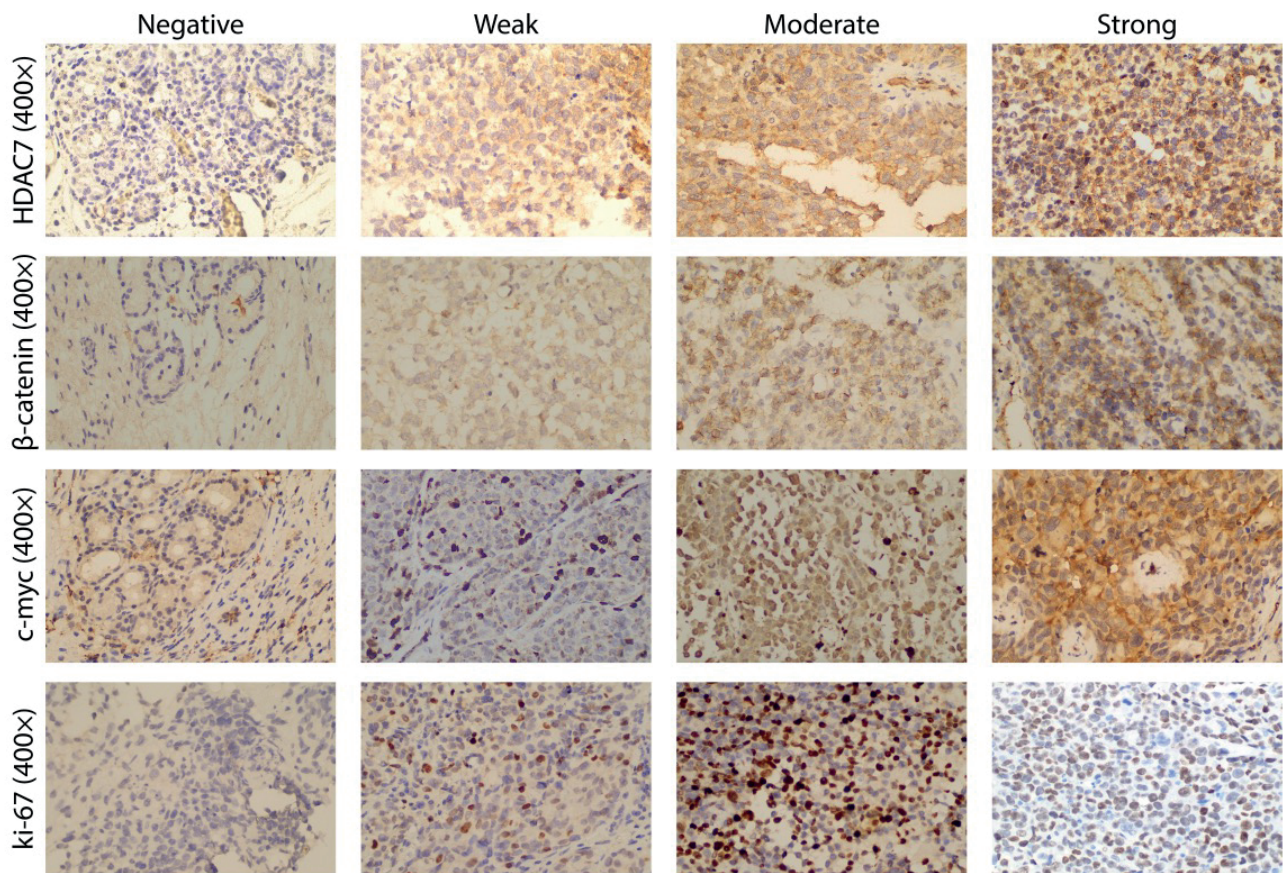 Negative
Weak
Moderate
Strong
HDAC7 (400×)
β-catenin (400×)
c-myc (400×)
ki-67 (400×)